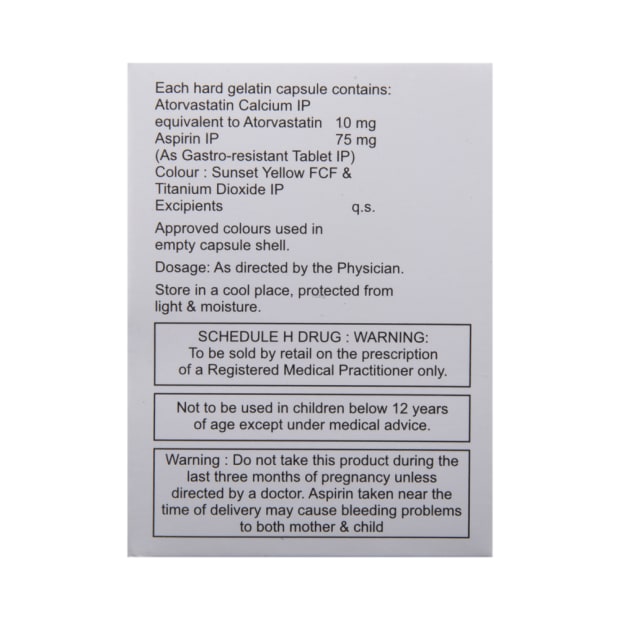 Each hard gelatin capsule contains:
Atorvastatin Calcium IP
equivalent to Atorvastatin 10 mg
Aspirin IP 75 mg
(As Gastro-resistant Tablet IP)
Colour : Sunset Yellow FCF &
Titanium Dioxide IP
Excipients q.s.
Approved colours used in
empty capsule shell.
Dosage: As directed by the Physician.
Store in a cool place, protected from
light & moisture.
SCHEDULE H DRUG : WARNING:
To be sold by retail on the prescription
of a Registered Medical Practitioner only.
Not to be used in children below 12 years
of age except under medical advice.
Warning : Do not take this product during the
last three months of pregnancy unless
directed by a doctor. Aspirin taken near the
time of delivery may cause bleeding problems
to both mother & child